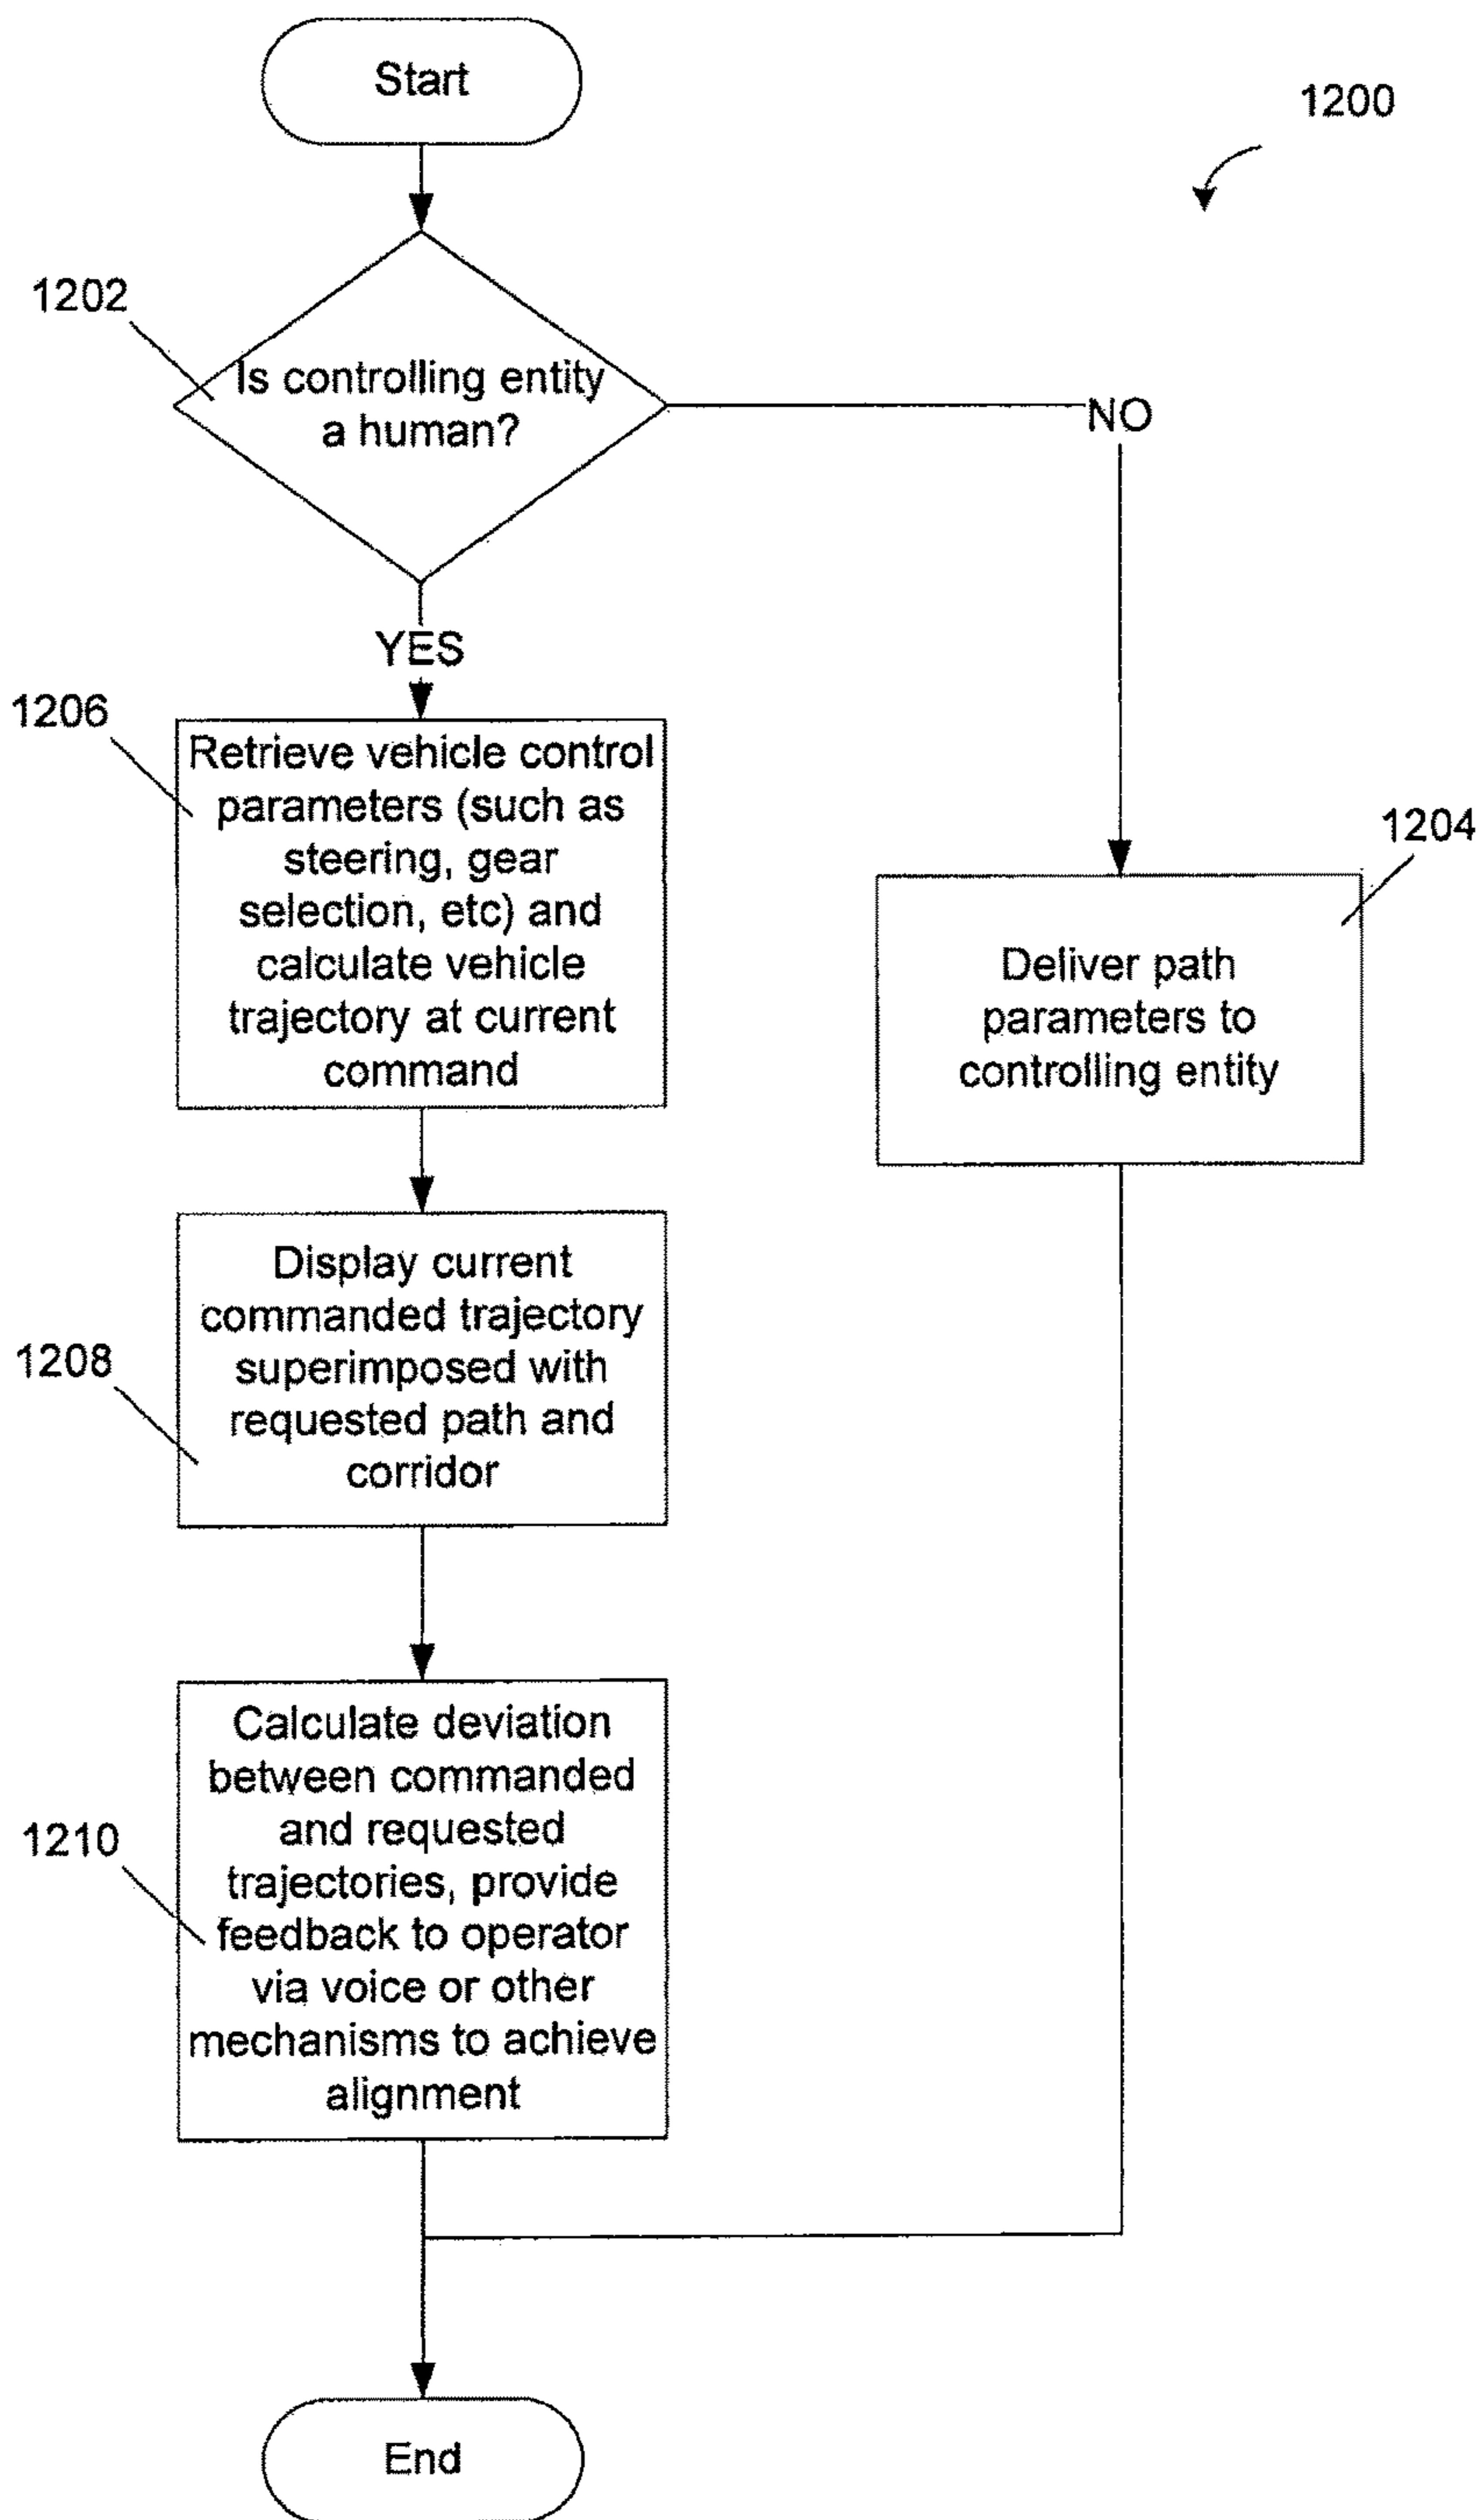 Start
1200
1202
Is controlling entity
a human?
NO
YES
1206
Retrieve vehicle control
parameters (such as
steering, gear
selection, etc) and
calculate vehicle
trajectory at current
command
1204
Deliver path
parameters to
controlling entity
1208
Display current
commanded trajectory
superimposed with
requested path and
corridor
1210
Calculate deviation
between commanded
and requested
trajectories, provide
feedback to operator
via voice or other
mechanisms to achieve
alignment
End